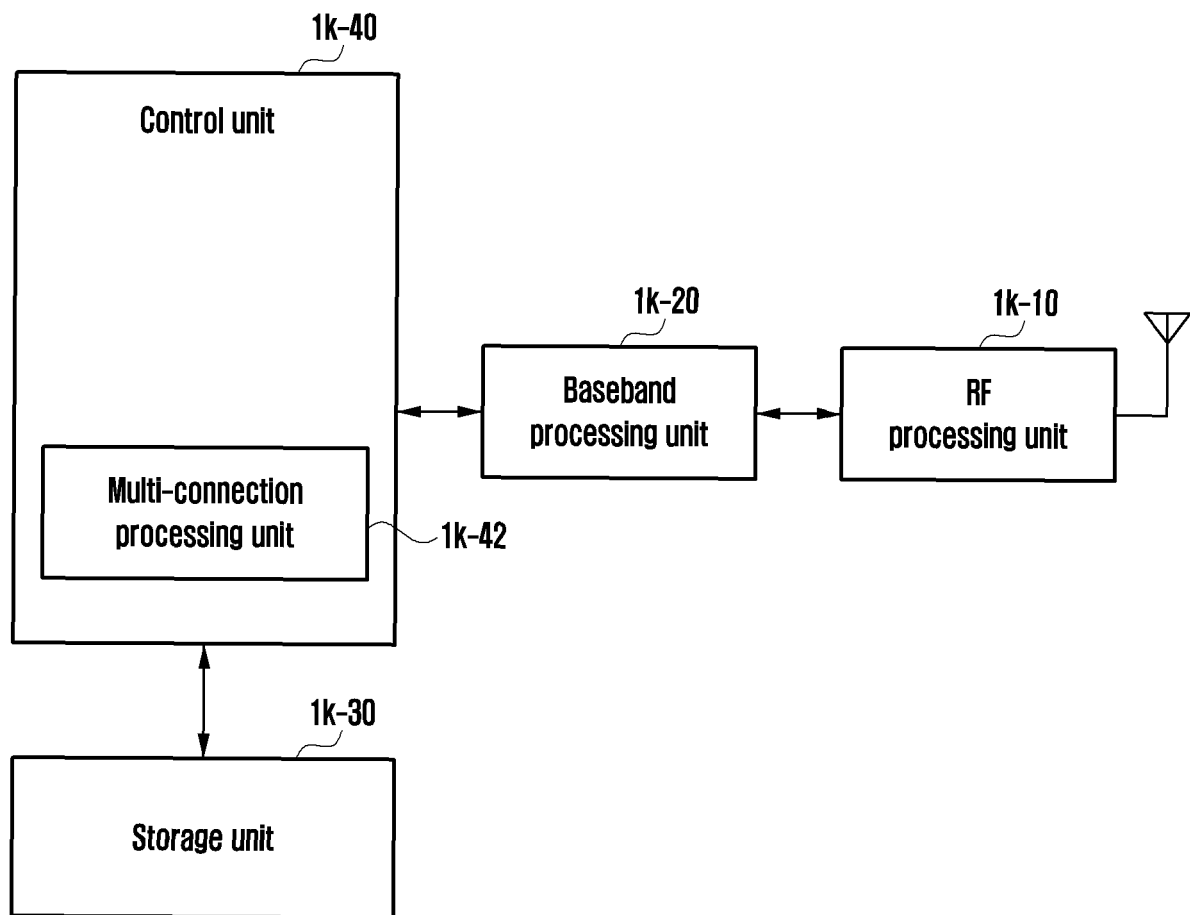 1k-40
Control unit
1k-20
1k-10
Baseband
processing unit
RF
processing unit
Multi-connection
processing unit
1k-42
1k-30
Storage unit